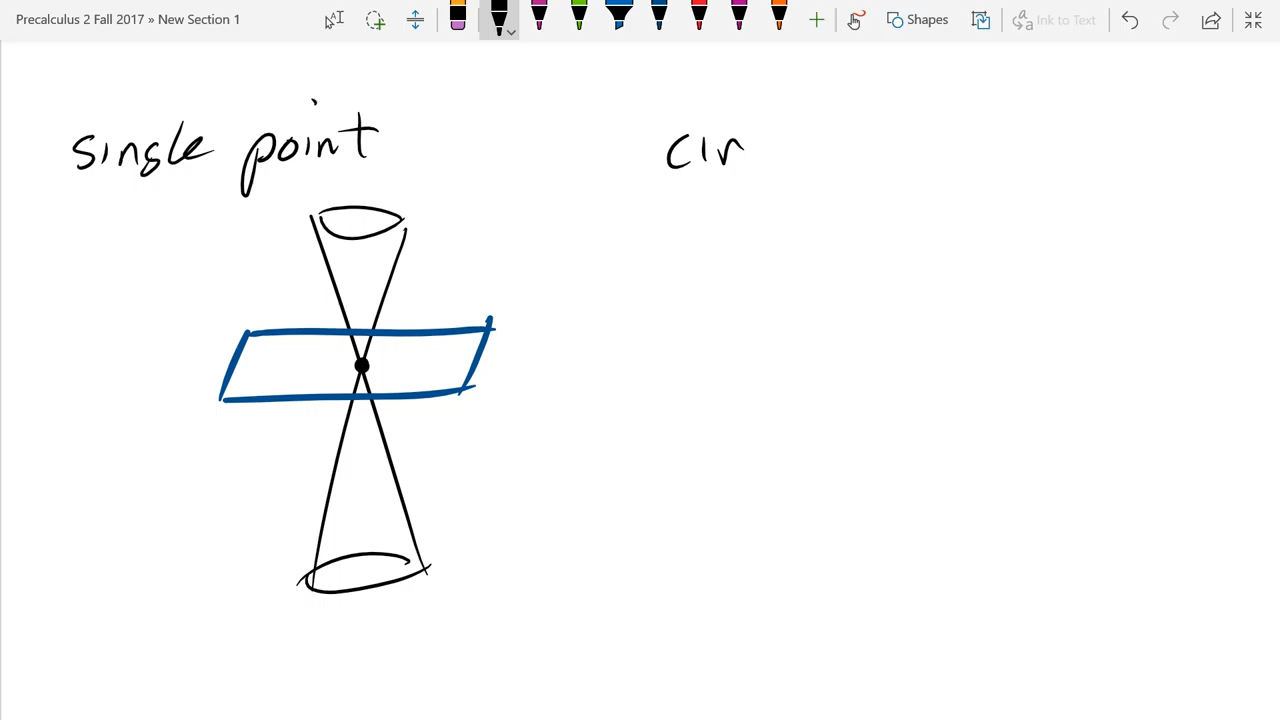 Precalculus 2 Fall 2017 » New Section 1
Shapes
Ink to Text
single point
cir